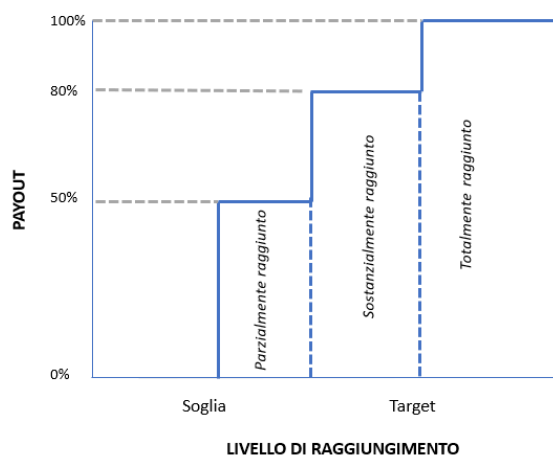 100%
80%
50%
0%
PAYOUT
Parzialmente raggiunto
Sostanzialmente raggiunto
Totalmente raggiunto
Soglia
Target
LIVELLO DI RAGGIUNGIMENTO